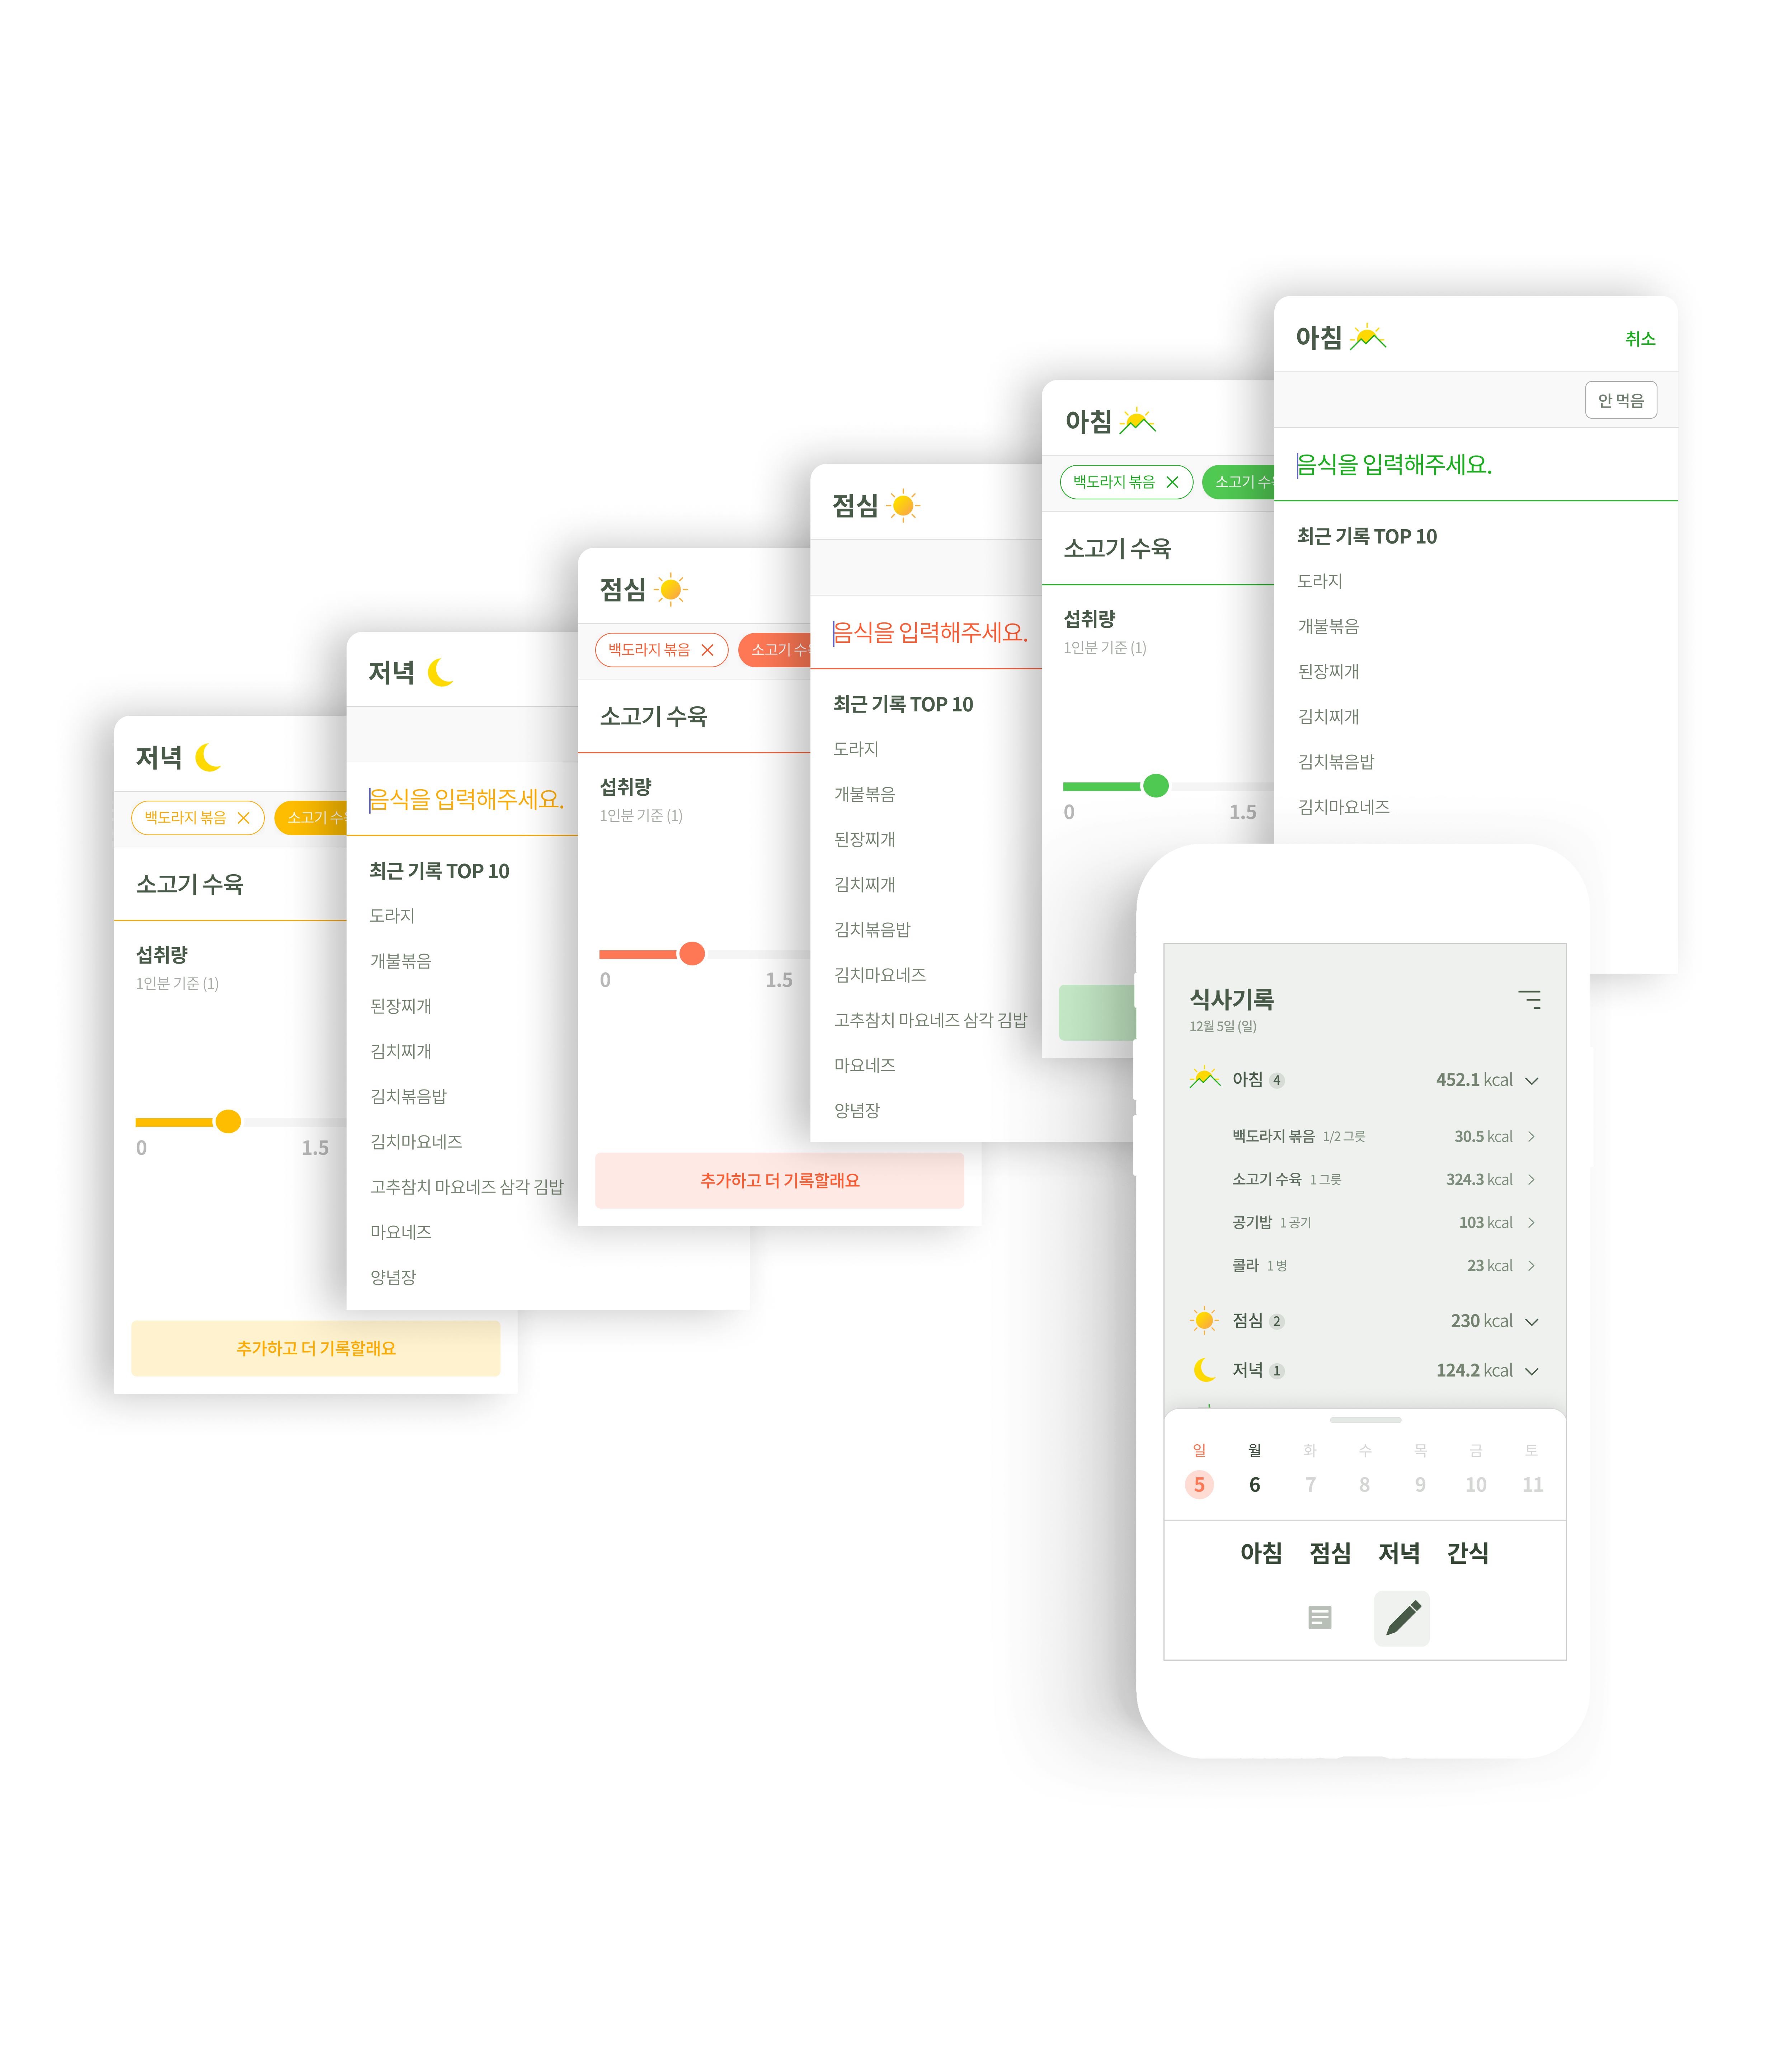 아침
취소
안 먹음
음식을 입력해주세요.
최근 기록 TOP 10
도라지
개불볶음
된장찌개
김치찌개
김치볶음밥
김치마요네즈
아침
백도라지 볶음
소고기 수
소고기 수육
섭취량
1인분 기준 (1)
0 1.5
점심
음식을 입력해주세요.
최근 기록 TOP 10
도라지
개불볶음
된장찌개
김치찌개
김치볶음밥
김치마요네즈
고추참치 마요네즈 삼각 김밥
마요네즈
양념장
점심
백도라지 볶음
소고기 수
소고기 수육
섭취량
1인분 기준 (1)
0 1.5
추가하고 더 기록할래요
저녁
음식을 입력해주세요.
최근 기록 TOP 10
도라지
개불볶음
된장찌개
김치찌개
김치볶음밥
김치마요네즈
고추참치 마요네즈 삼각 김밥
마요네즈
양념장
저녁
백도라지 볶음
소고기 수
소고기 수육
섭취량
1인분 기준 (1)
0 1.5
추가하고 더 기록할래요
식사기록
12월 5일 (일)
아침 4 452.1 kcal
백도라지 볶음 1/2 그릇 30.5 kcal
소고기 수육 1 그릇 324.3 kcal
공기밥 1 공기 103 kcal
콜라 1 병 23 kcal
점심 2 230 kcal
저녁 1 124.2 kcal
일 월 화 수 목 금 토
5 6 7 8 9 10 11
아침 점심 저녁 간식